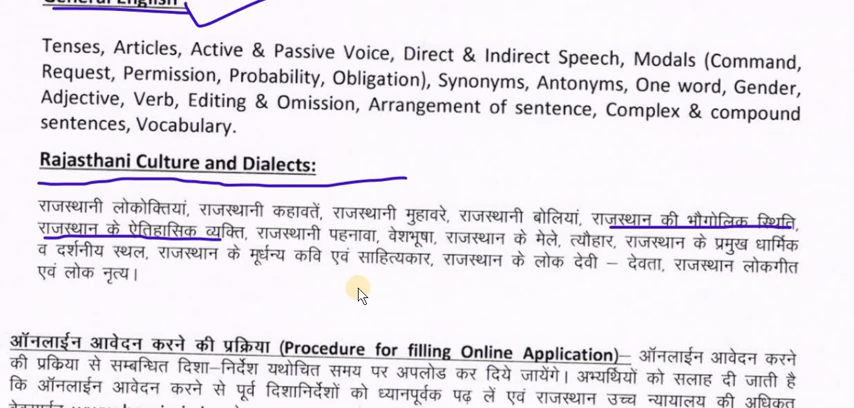 General English
Tenses, Articles, Active & Passive Voice, Direct & Indirect Speech, Modals (Command,
Request, Permission, Probability, Obligation), Synonyms, Antonyms, One word, Gender,
Adjective, Verb, Editing & Omission, Arrangement of sentence, Complex & compound
sentences, Vocabulary.
Rajasthani Culture and Dialects:
राजस्थानी लोकोक्तियां, राजस्थानी कहावतें, राजस्थानी मुहावरे, राजस्थानी बोलियां, राजस्थान की भौगोलिक स्थिति,
राजस्थान के ऐतिहासिक व्यक्ति, राजस्थानी पहनावा, वेशभूषा, राजस्थान के मेले, त्यौहार, राजस्थान के प्रमुख धार्मिक
व दर्शनीय स्थल, राजस्थान के मूर्धन्य कवि एवं साहित्यकार, राजस्थान के लोक देवी – देवता, राजस्थान लोकगीत
एवं लोक नृत्य।
ऑनलाईन आवेदन करने की प्रक्रिया (Procedure for filling Online Application)– ऑनलाईन आवेदन करने
की प्रकिया से सम्बन्धित दिशा–निर्देश यथोचित समय पर अपलोड कर दिये जायेंगे। अभ्यर्थियों को सलाह दी जाती है
कि ऑनलाईन आवेदन करने से पूर्व दिशानिर्देशों को ध्यानपूर्वक पढ़ लें एवं राजस्थान उच्च न्यायालय की अधिकृत